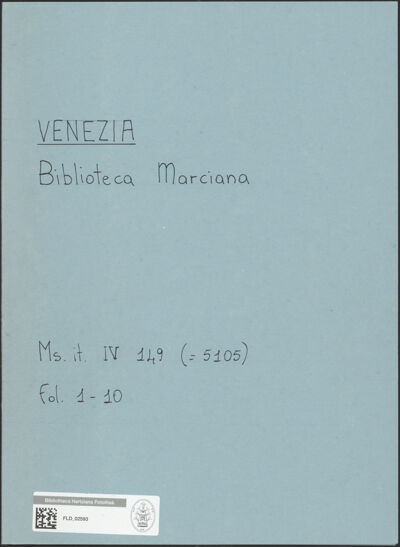 VENEZIA
Biblioteca Marciana
Ms. it. IV 149 (= 5105)
Fol. 1 - 10
Bibliotheca Hertziana Fotothek
FLD_02593